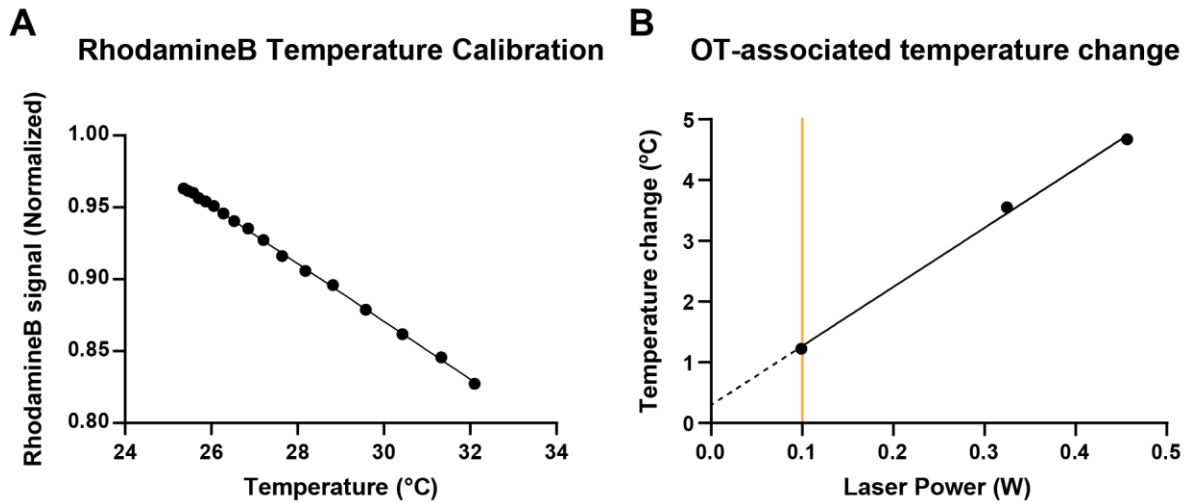 A
RhodamineB Temperature Calibration
RhodamineB signal (Normalized)
1.00
0.95
0.90
0.85
0.80
24
26
28
30
32
34
Temperature (°C)
B
OT-associated temperature change
Temperature change (ºC)
5
4
3
2
1
0
0.0
0.1
0.2
0.3
0.4
0.5
Laser Power (W)